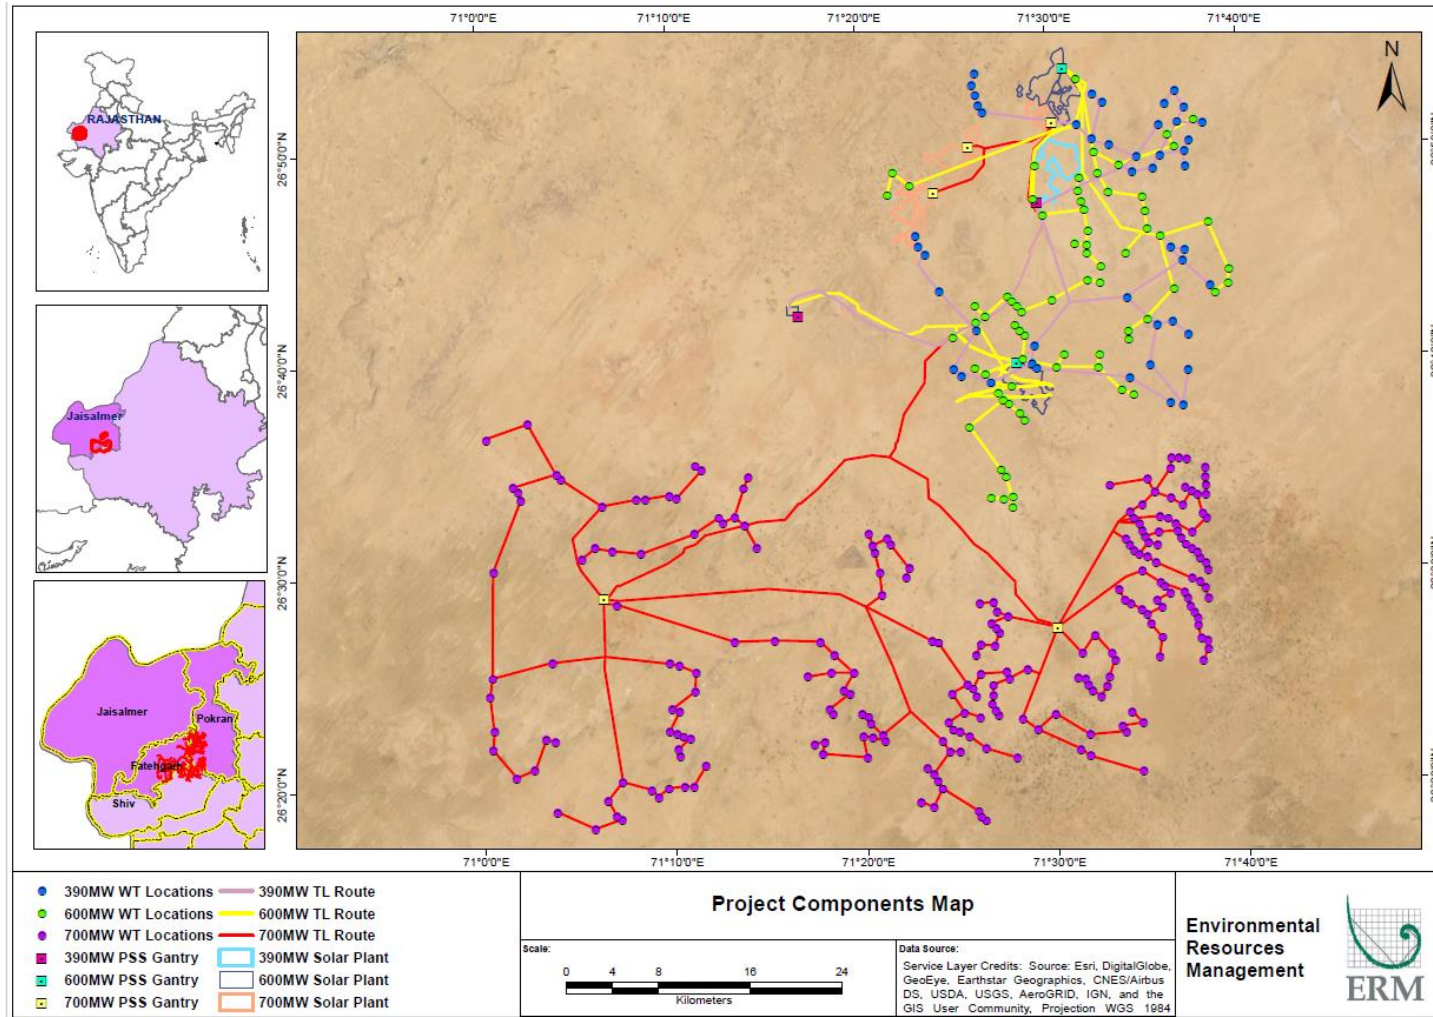 71°0'0"E 71°10'0"E 71°20'0"E 71°30'0"E 71°40'0"E
N
RAJASTHAN
26°50'0"N
26°40'0"N
26°30'0"N
26°20'0"N
Jaisalmer
Jaisalmer
Pokran
Fatehgarh
Shiv
71°0'0"E 71°10'0"E 71°20'0"E 71°30'0"E 71°40'0"E
390MW WT Locations 390MW TL Route
600MW WT Locations 600MW TL Route
700MW WT Locations 700MW TL Route
390MW PSS Gantry 390MW Solar Plant
600MW PSS Gantry 600MW Solar Plant
700MW PSS Gantry 700MW Solar Plant
Project Components Map
Scale:
0 4 8 16 24
Kilometers
Data Source:
Service Layer Credits: Source: Esri, DigitalGlobe,
GeoEye, Earthstar Geographics, CNES/Airbus
DS, USDA, USGS, AeroGRID, IGN, and the
GIS User Community, Projection WGS 1984
Environmental
Resources
Management
ERM